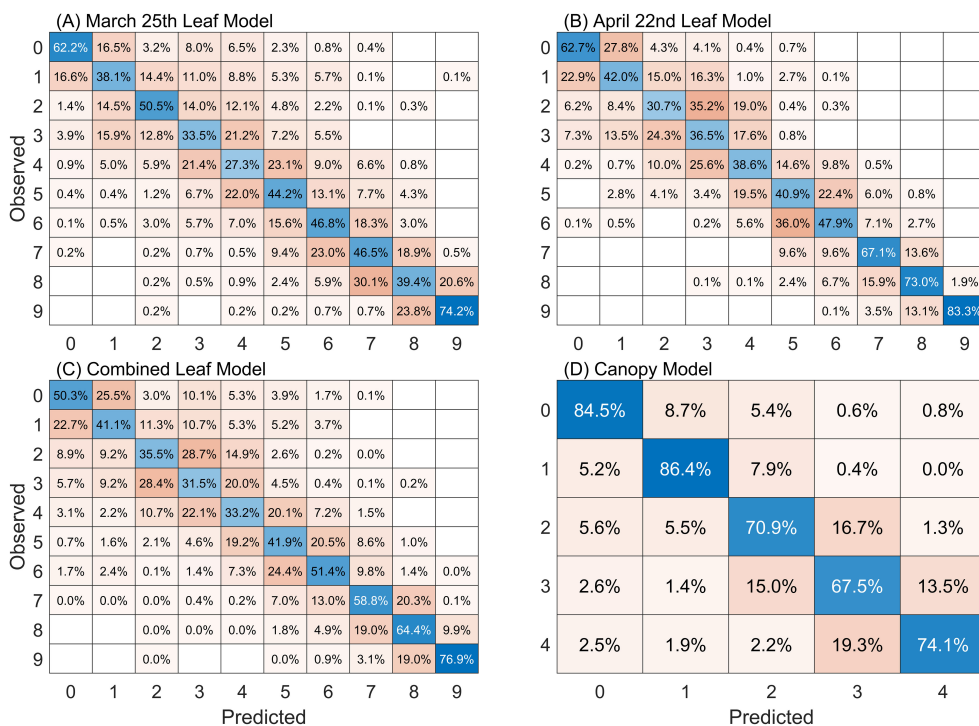 (A) March 25th Leaf Model
0 62.2% 16.5% 3.2% 8.0% 6.5% 2.3% 0.8% 0.4%
1 16.6% 38.1% 14.4% 11.0% 8.8% 5.3% 5.7% 0.1% 0.1%
2 1.4% 14.5% 50.5% 14.0% 12.1% 4.8% 2.2% 0.1% 0.3%
3 3.9% 15.9% 12.8% 33.5% 21.2% 7.2% 5.5%
4 0.9% 5.0% 5.9% 21.4% 27.3% 23.1% 9.0% 6.6% 0.8%
5 0.4% 0.4% 1.2% 6.7% 22.0% 44.2% 13.1% 7.7% 4.3%
6 0.1% 0.5% 3.0% 5.7% 7.0% 15.6% 46.8% 18.3% 3.0%
7 0.2% 0.2% 0.7% 0.5% 9.4% 23.0% 46.5% 18.9% 0.5%
8 0.2% 0.5% 0.9% 2.4% 5.9% 30.1% 39.4% 20.6%
9 0.2% 0.2% 0.2% 0.7% 0.7% 23.8% 74.2%
0 1 2 3 4 5 6 7 8 9
Observed
(B) April 22nd Leaf Model
0 62.7% 27.8% 4.3% 4.1% 0.4% 0.7%
1 22.9% 42.0% 15.0% 16.3% 1.0% 2.7% 0.1%
2 6.2% 8.4% 30.7% 35.2% 19.0% 0.4% 0.3%
3 7.3% 13.5% 24.3% 36.5% 17.6% 0.8%
4 0.2% 0.7% 10.0% 25.6% 38.6% 14.6% 9.8% 0.5%
5 2.8% 4.1% 3.4% 19.5% 40.9% 22.4% 6.0% 0.8%
6 0.1% 0.5% 0.2% 5.6% 36.0% 47.9% 7.1% 2.7%
7 9.6% 9.6% 67.1% 13.6%
8 0.1% 0.1% 2.4% 6.7% 15.9% 73.0% 1.9%
9 0.1% 3.5% 13.1% 83.3%
0 1 2 3 4 5 6 7 8 9
(C) Combined Leaf Model
0 50.3% 25.5% 3.0% 10.1% 5.3% 3.9% 1.7% 0.1%
1 22.7% 41.1% 11.3% 10.7% 5.3% 5.2% 3.7%
2 8.9% 9.2% 35.5% 28.7% 14.9% 2.6% 0.2% 0.0%
3 5.7% 9.2% 28.4% 31.5% 20.0% 4.5% 0.4% 0.1% 0.2%
4 3.1% 2.2% 10.7% 22.1% 33.2% 20.1% 7.2% 1.5%
5 0.7% 1.6% 2.1% 4.6% 19.2% 41.9% 20.5% 8.6% 1.0%
6 1.7% 2.4% 0.1% 1.4% 7.3% 24.4% 51.4% 9.8% 1.4% 0.0%
7 0.0% 0.0% 0.0% 0.4% 0.2% 7.0% 13.0% 58.8% 20.3% 0.1%
8 0.0% 0.0% 0.0% 1.8% 4.9% 19.0% 64.4% 9.9%
9 0.0% 0.0% 0.9% 3.1% 19.0% 76.9%
0 1 2 3 4 5 6 7 8 9
Observed
Predicted
(D) Canopy Model
0 84.5% 8.7% 5.4% 0.6% 0.8%
1 5.2% 86.4% 7.9% 0.4% 0.0%
2 5.6% 5.5% 70.9% 16.7% 1.3%
3 2.6% 1.4% 15.0% 67.5% 13.5%
4 2.5% 1.9% 2.2% 19.3% 74.1%
0 1 2 3 4
Predicted